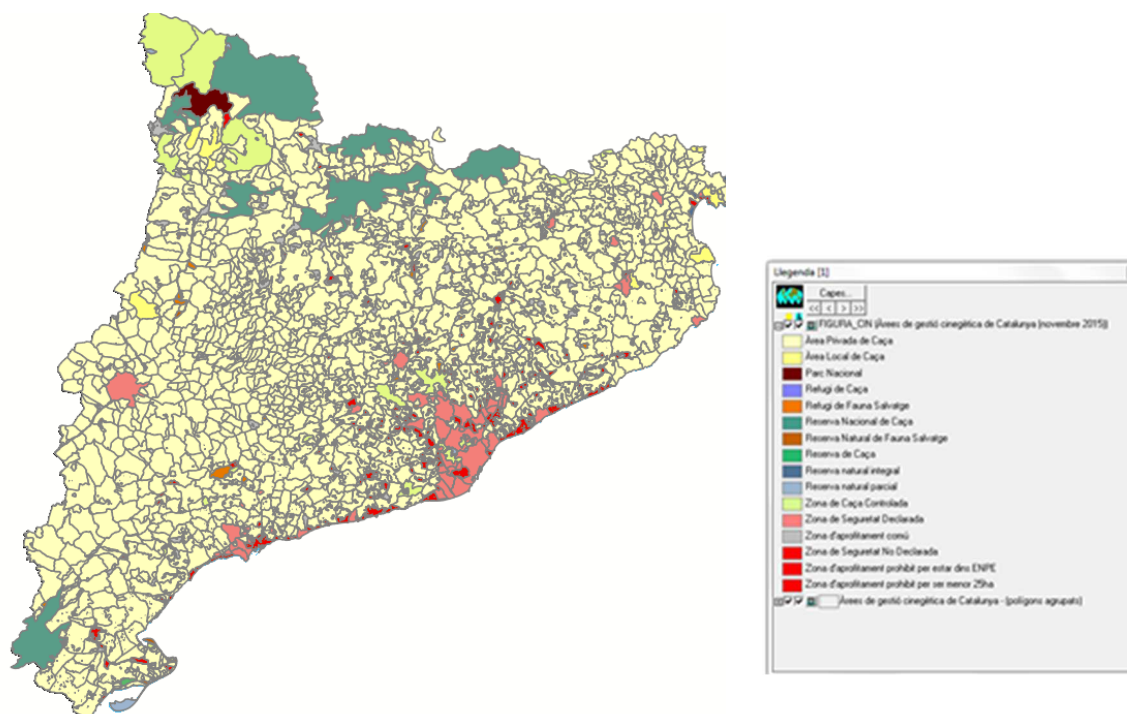 Llegenda [1]
Capes...
<< < > >>
FIGURA_CIN (Àrees de gestió cinegètica de Catalunya (novembre 2015))
Àrea Privada de Caça
Àrea Local de Caça
Parc Nacional
Refugi de Caça
Refugi de Fauna Salvatge
Reserva Nacional de Caça
Reserva Natural de Fauna Salvatge
Reserva de Caça
Reserva natural integral
Reserva natural parcial
Zona de Caça Controlada
Zona de Seguretat Declarada
Zona d'aprofitament comú
Zona de Seguretat No Declarada
Zona d'aprofitament prohibit per estar dins ENPE
Zona d'aprofitament prohibit per ser menor 25ha
Àrees de gestió cinegètica de Catalunya - (polígons agrupats)